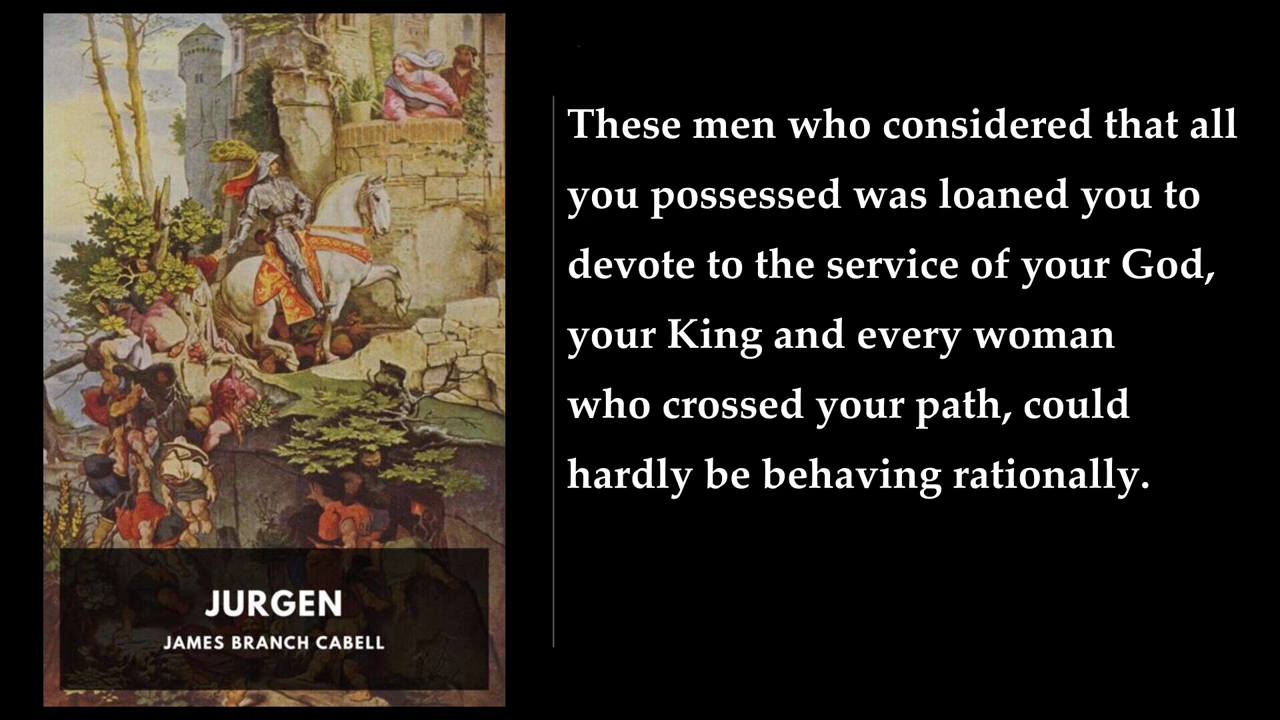 JURGEN
JAMES BRANCH CABELL
These men who considered that all
you possessed was loaned you to
devote to the service of your God,
your King and every woman
who crossed your path, could
hardly be behaving rationally.